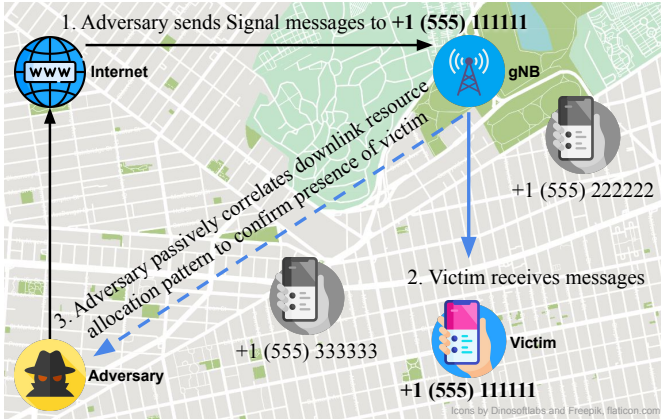 1. Adversary sends Signal messages to +1 (555) 111111
WWW
Internet
gNB
3. Adversary passively correlates downlink resource
allocation pattern to confirm presence of victim
+1 (555) 222222
2. Victim receives messages
+1 (555) 333333
Adversary
Victim
+1 (555) 111111
Icons by Dinosoftlabs and Freepik, flaticon.com